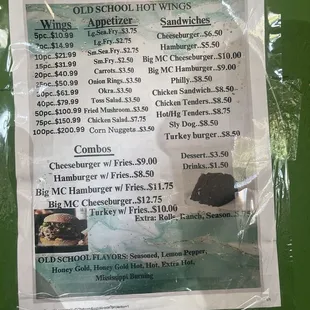 OLD SCHOOL HOT WINGS
Wings
5pc..$10.99
7pc..$14.99
10pc..$21.99
15pc..$31.99
20pc..$40.99
25pc..$50.99
30pc..$60.99
40pc..$79.99
50pc..$100.99
75pc..$150.99
100pc..$200.99
Appetizer
Lg.Sea.Fry..$3.75
Lg.Fry..$2.75
Sm.Sea.Fry..$2.75
Sm.Fry..$2.50
Carrots..$3.50
Onion Rings..$3.50
Okra..$3.50
Toss Salad..$3.50
Fried Mushroom..$3.50
Chicken Tenders..$7.75
Corn Nuggets..$3.50
Sandwiches
Cheeseburger..$6.50
Hamburger..$5.50
Big MC Cheeseburger..$10.00
Big MC Hamburger..$9.00
Philly..$8.50
Chicken Sandwich..$8.50
Chicken Tenders..$8.75
Hot/Hg Tenders..$8.75
Sly Dog..$8.50
Turkey burger..$8.50
Combos
Cheeseburger w/ Fries..$9.00
Hamburger w/ Fries..$8.50
Big MC Hamburger w/ Fries..$11.75
Big MC Cheeseburger..$12.75
Turkey w/ Fries..$10.00
Dessert..$3.50
Drinks..$1.50
Extra: Rolls, Ranch, Season..$.75
OLD SCHOOL FLAVORS: Seasoned, Lemon Pepper,
Honey Gold, Honey Gold Hot, Hot, Extra Hot,
Mississippi Burning